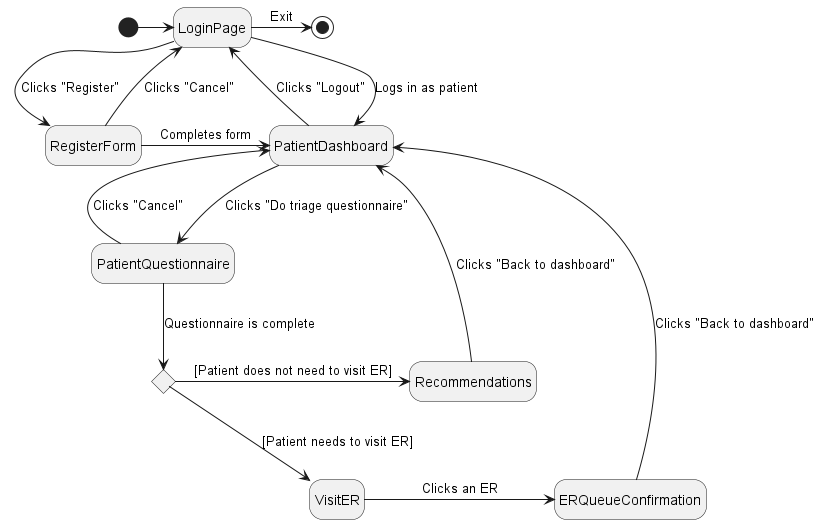 Exit
LoginPage
Clicks "Register"
Clicks "Cancel"
Clicks "Logout"
Logs in as patient
RegisterForm
Completes form
PatientDashboard
Clicks "Cancel"
Clicks "Do triage questionnaire"
PatientQuestionnaire
Clicks "Back to dashboard"
Questionnaire is complete
Clicks "Back to dashboard"
[Patient does not need to visit ER]
Recommendations
[Patient needs to visit ER]
VisitER
Clicks an ER
ERQueueConfirmation